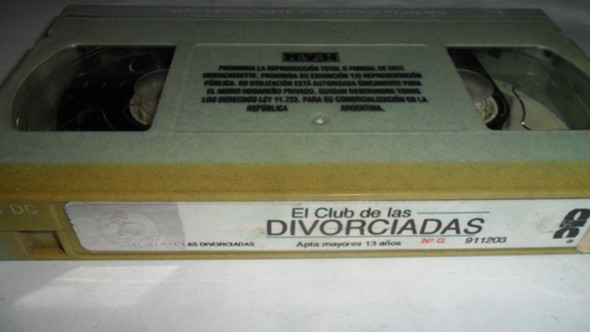 PROHIBIDA LA REPRODUCCIÓN TOTAL O PARCIAL DE ESTE
VIDEOCASSETTE. PROHIBIDA SU EXHIBICIÓN Y/O REPRESENTACIÓN
PÚBLICA. SU UTILIZACIÓN ESTÁ AUTORIZADA ÚNICAMENTE PARA
EL MEDIO HOGAREÑO PRIVADO. QUEDAN RESERVADOS TODOS
LOS DERECHOS LEY 11.723. PARA SU COMERCIALIZACIÓN EN LA
REPÚBLICA ARGENTINA.
DC
El Club de las
DIVORCIADAS
LAS DIVORCIADAS
Apta mayores 13 años Nº G. 911203